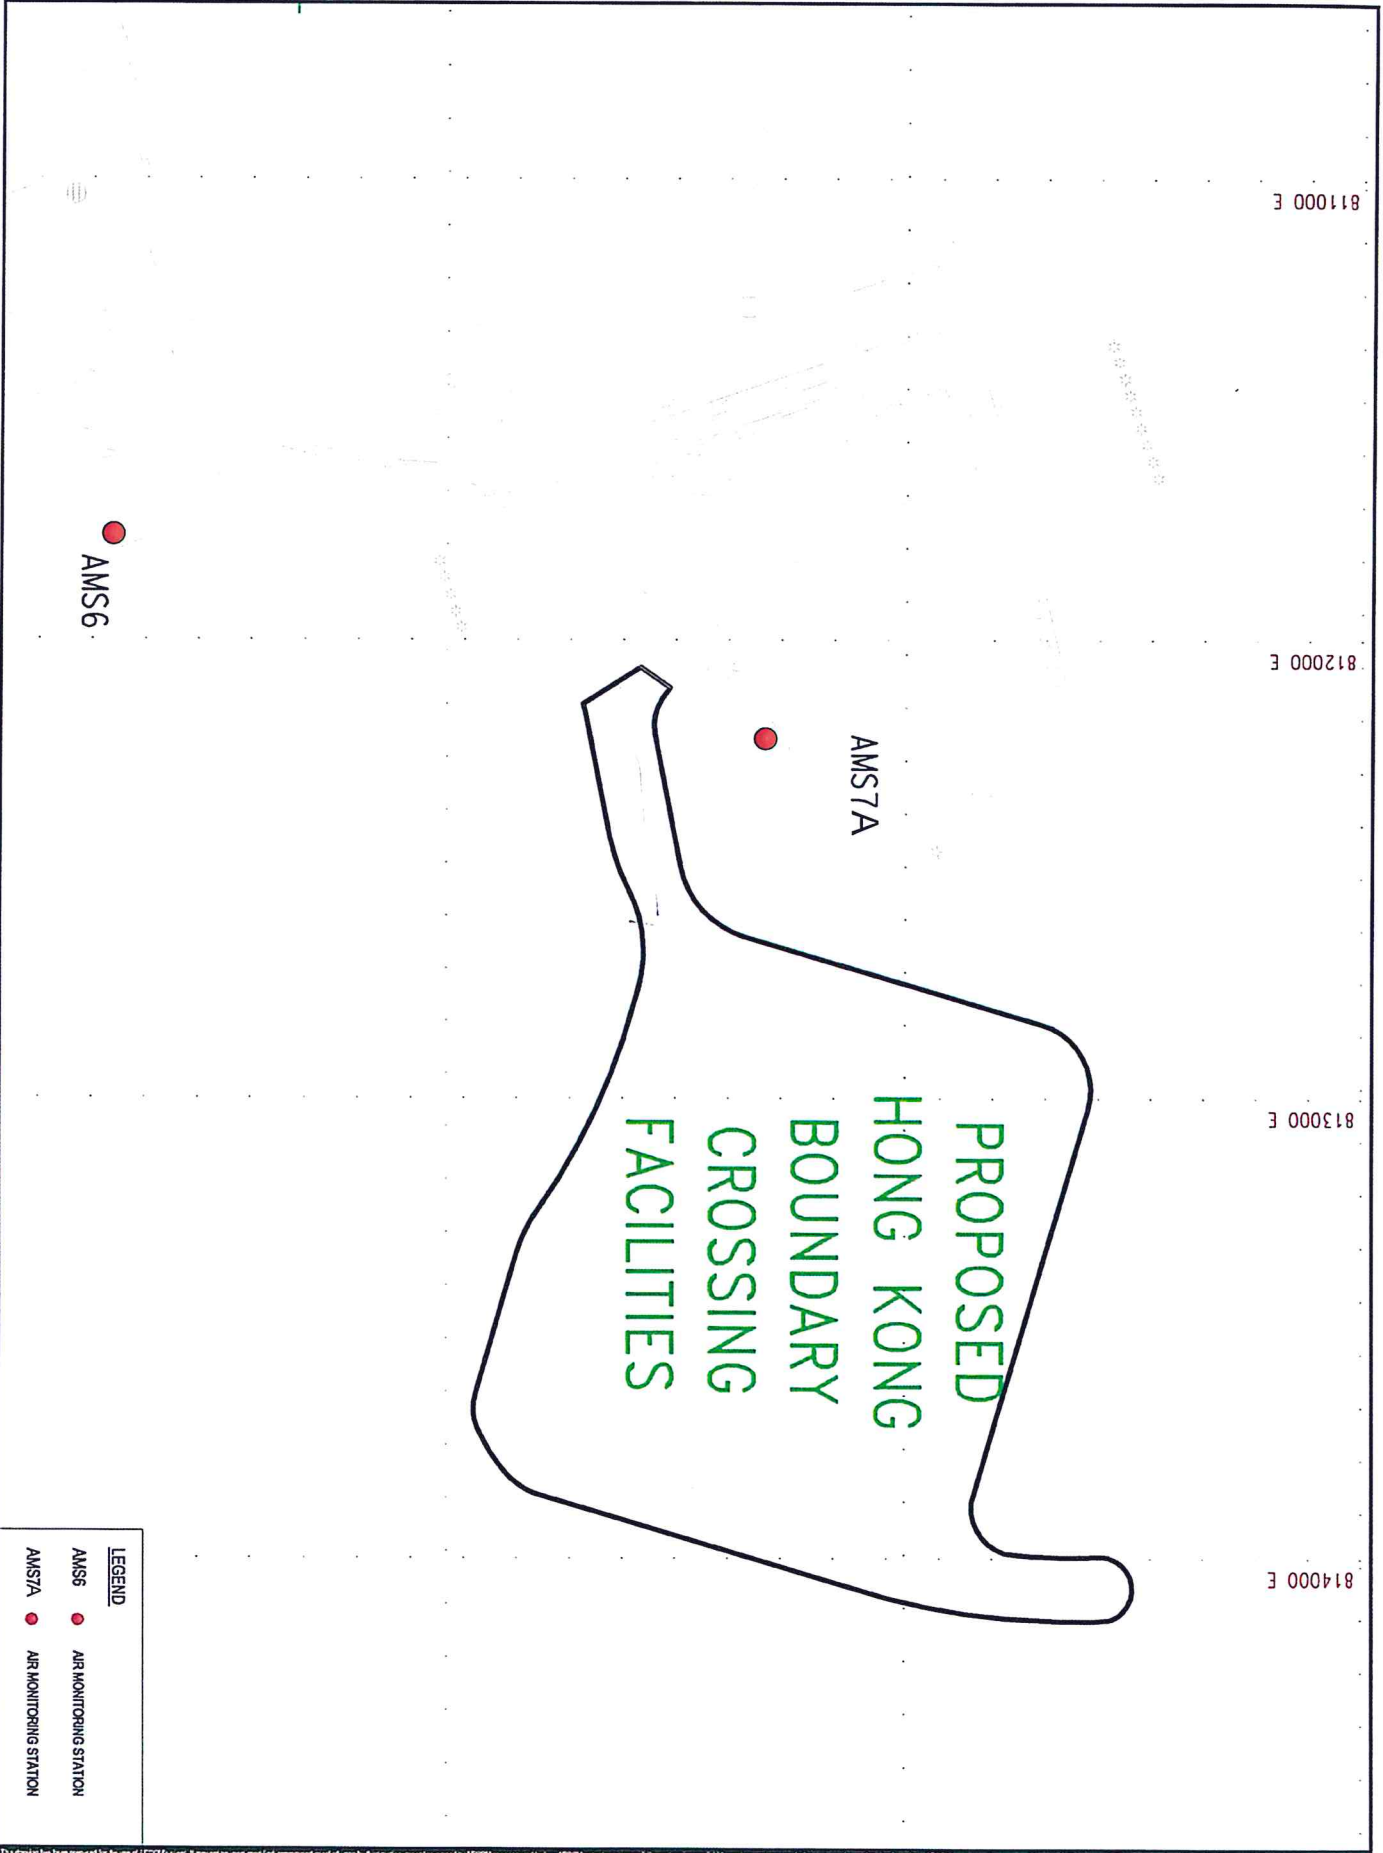 811000 E
812000 E
813000 E
814000 E
AMS7A
AMS6
PROPOSED
HONG KONG
BOUNDARY
CROSSING
FACILITIES
LEGEND
AMS6 AIR MONITORING STATION
AMS7A AIR MONITORING STATION